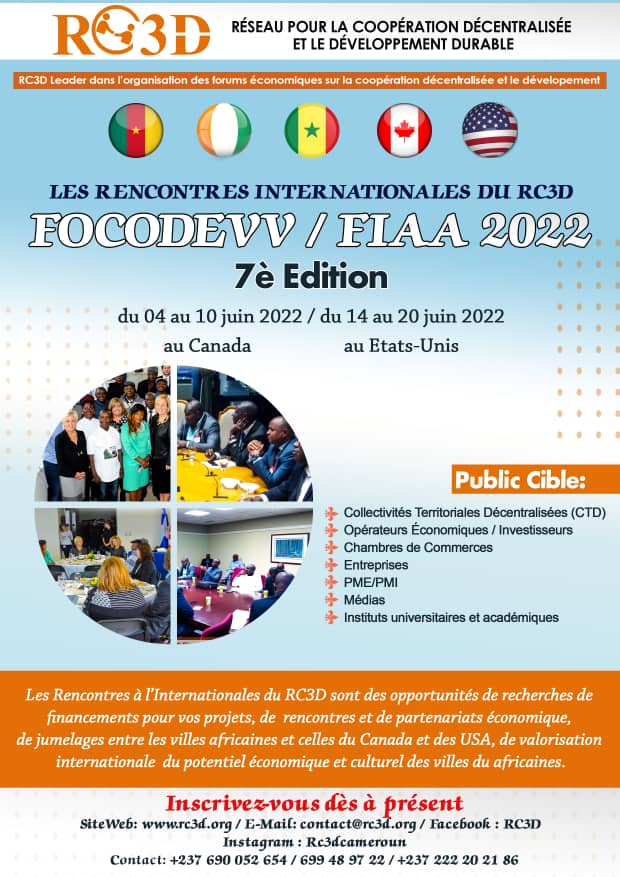 RC3D
RÉSEAU POUR LA COOPÉRATION DÉCENTRALISÉE
ET LE DÉVELOPPEMENT DURABLE
RC3D Leader dans l'organisation des forums économiques sur la coopération décentralisée et le dévelopement
LES RENCONTRES INTERNATIONALES DU RC3D
FOCODEVV / FIAA 2022
7è Edition
du 04 au 10 juin 2022 / du 14 au 20 juin 2022
au Canada au Etats-Unis
Public Cible:
Collectivités Territoriales Décentralisées (CTD)
Opérateurs Économiques / Investisseurs
Chambres de Commerces
Entreprises
PME/PMI
Médias
Instituts universitaires et académiques
Les Rencontres à l'Internationales du RC3D sont des opportunités de recherches de
financements pour vos projets, de rencontres et de partenariats économique,
de jumelages entre les villes africaines et celles du Canada et des USA, de valorisation
internationale du potentiel économique et culturel des villes du africaines.
Inscrivez-vous dès à présent
SiteWeb: www.rc3d.org / E-Mail: contact@rc3d.org / Facebook : RC3D
Instagram : Rc3dcameroun
Contact: +237 690 052 654 / 699 48 97 22 / +237 222 20 21 86